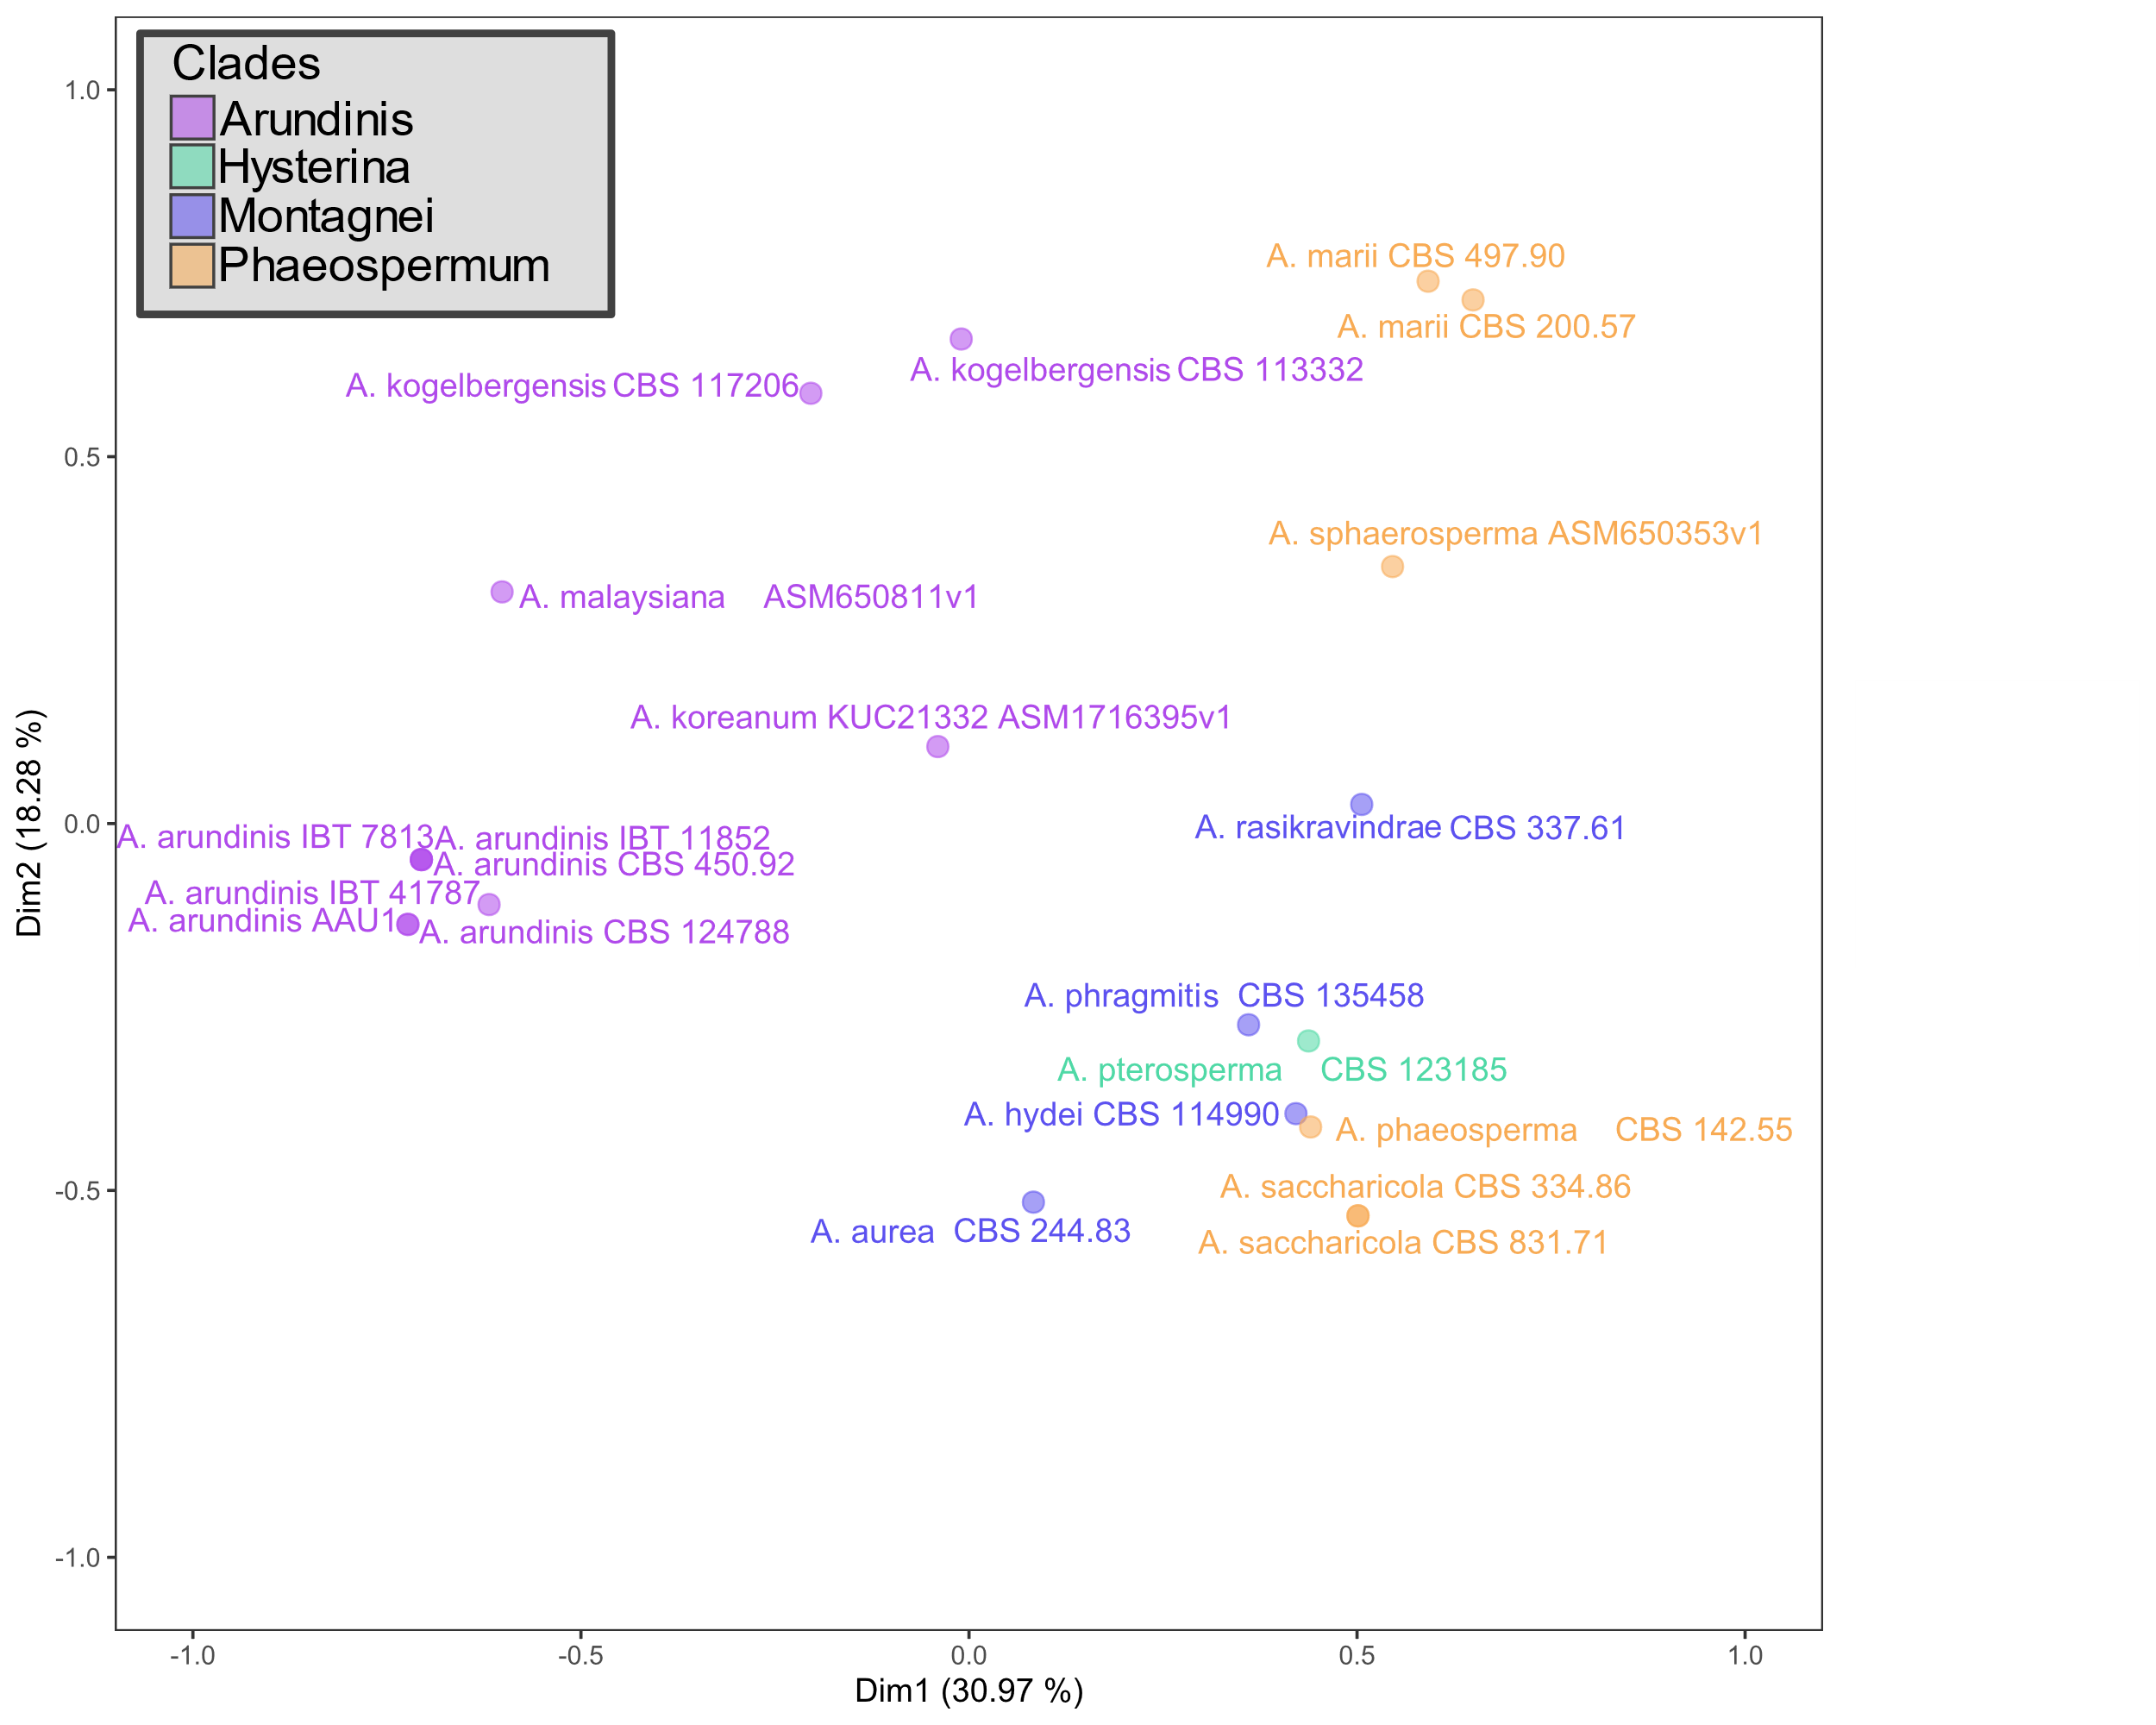 Clades
Arundinis
Hysterina
Montagnei
Phaeospermum
1.0
0.5
0.0
-0.5
-1.0
Dim2 (18.28 %)
A. marii CBS 497.90
A. marii CBS 200.57
A. kogelbergensis CBS 113332
A. kogelbergensis CBS 117206
A. sphaerosperma ASM650353v1
A. malaysiana ASM650811v1
A. koreanum KUC21332 ASM1716395v1
A. rasikravindrae CBS 337.61
A. arundinis IBT 7813
A. arundinis IBT 11852
A. arundinis CBS 450.92
A. arundinis IBT 41787
A. arundinis AAU1
A. arundinis CBS 124788
A. phragmitis CBS 135458
A. pterosperma CBS 123185
A. hydei CBS 114990
A. phaeosperma CBS 142.55
A. saccharicola CBS 334.86
A. aurea CBS 244.83
A. saccharicola CBS 831.71
-1.0 -0.5 0.0 0.5 1.0
Dim1 (30.97 %)